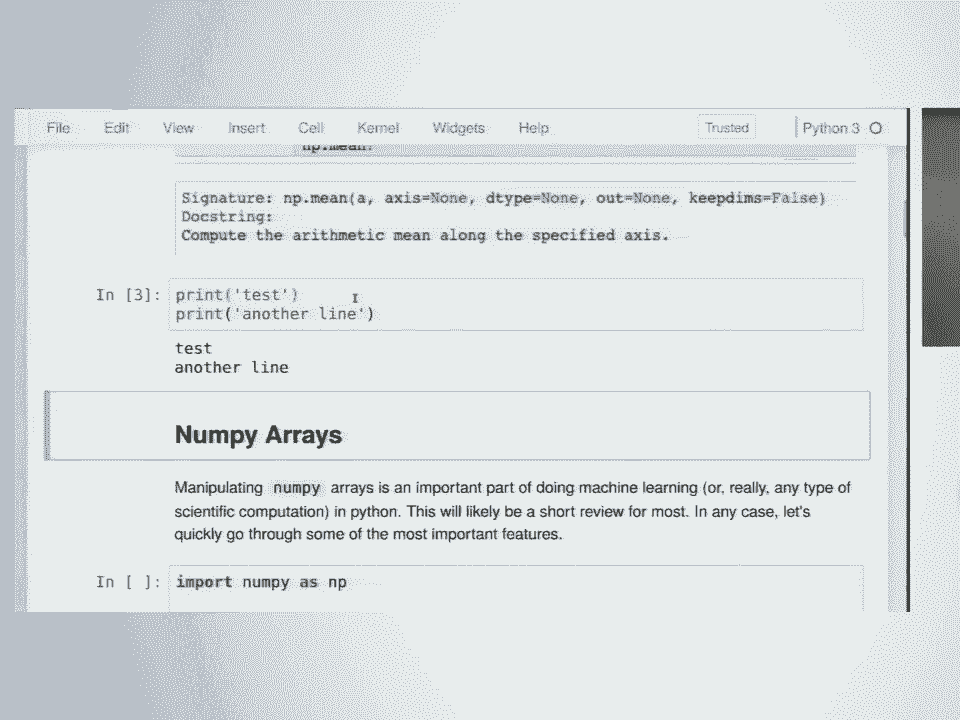 File Edit View Insert Cell Kernel Widgets Help Trusted Python 3
np.mean?
Signature: np.mean(a, axis=None, dtype=None, out=None, keepdims=False)
Docstring:
Compute the arithmetic mean along the specified axis.
In [3]: print('test')
print('another line')
test
another line
Numpy Arrays
Manipulating numpy arrays is an important part of doing machine learning (or, really, any type of
scientific computation) in python. This will likely be a short review for most. In any case, let's
quickly go through some of the most important features.
In [ ]: import numpy as np